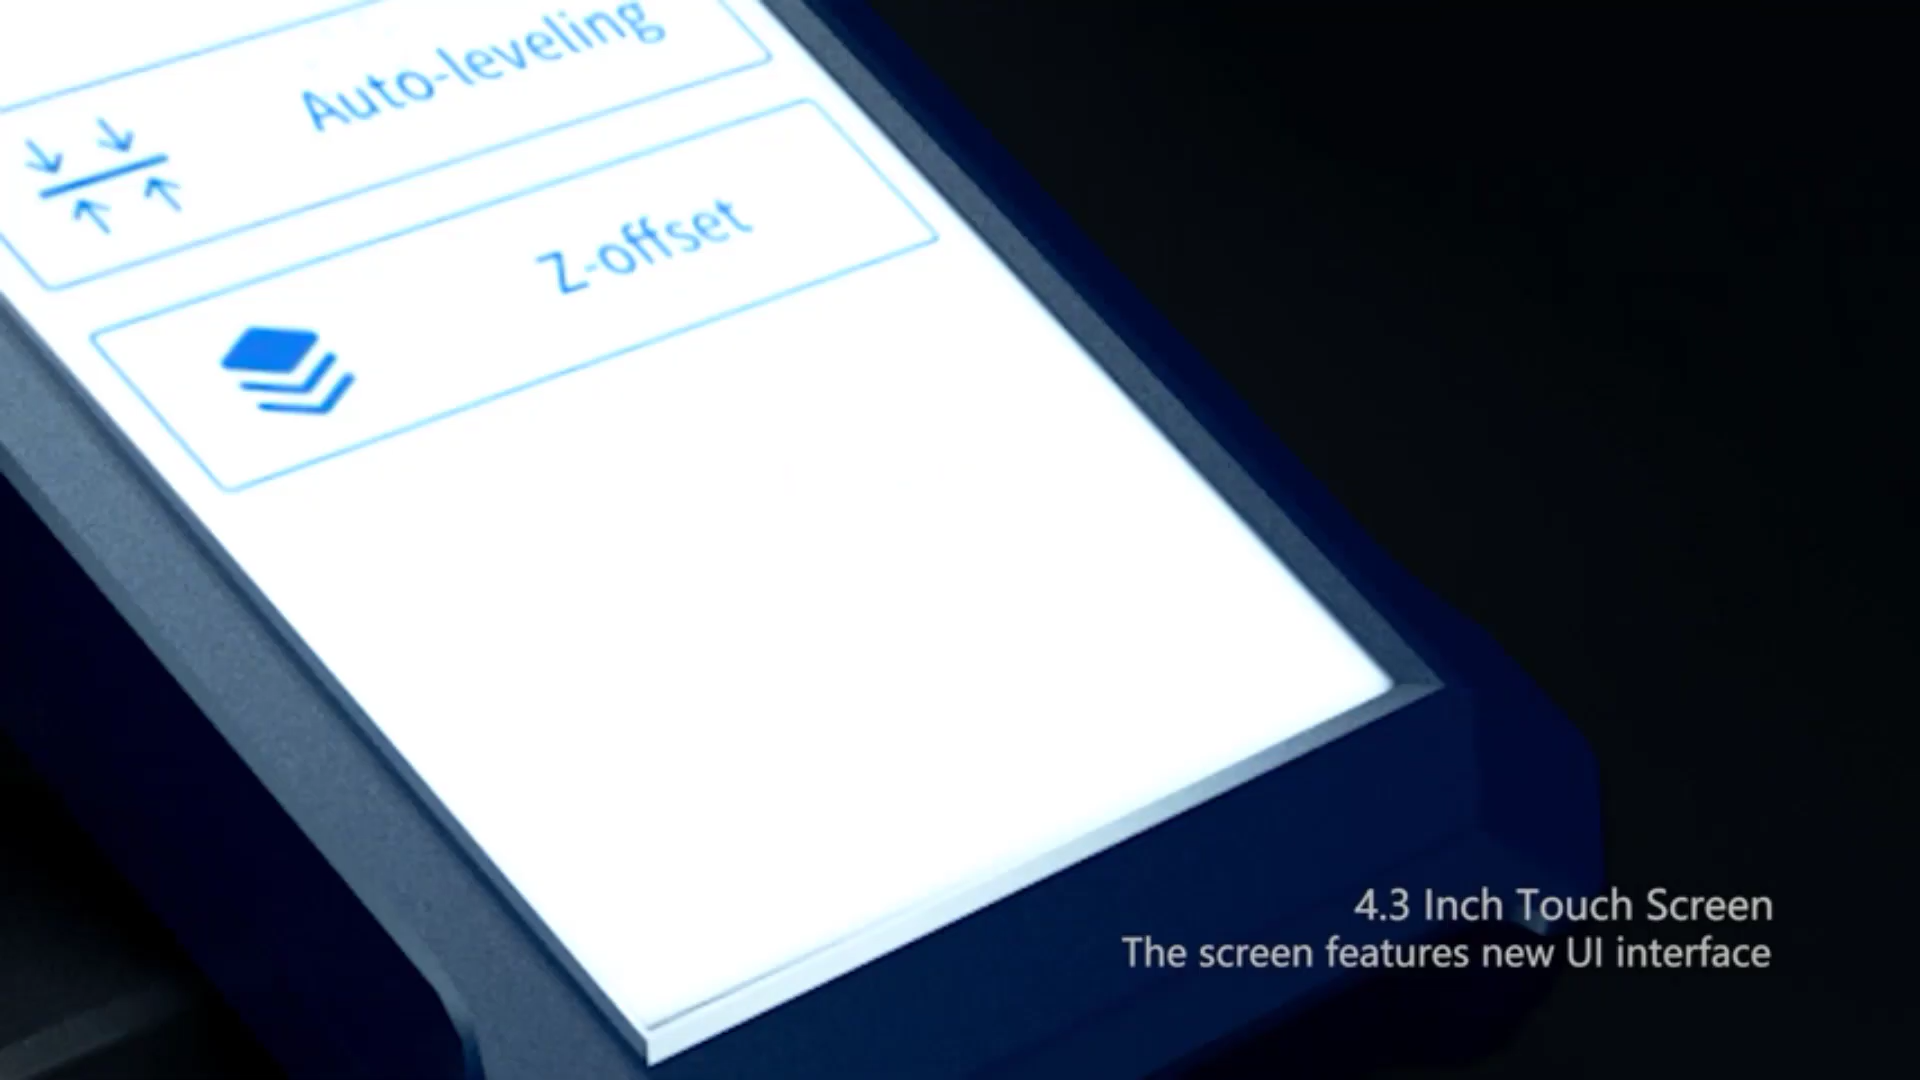 Auto-leveling
Z-offset
4.3 Inch Touch Screen
The screen features new UI interface